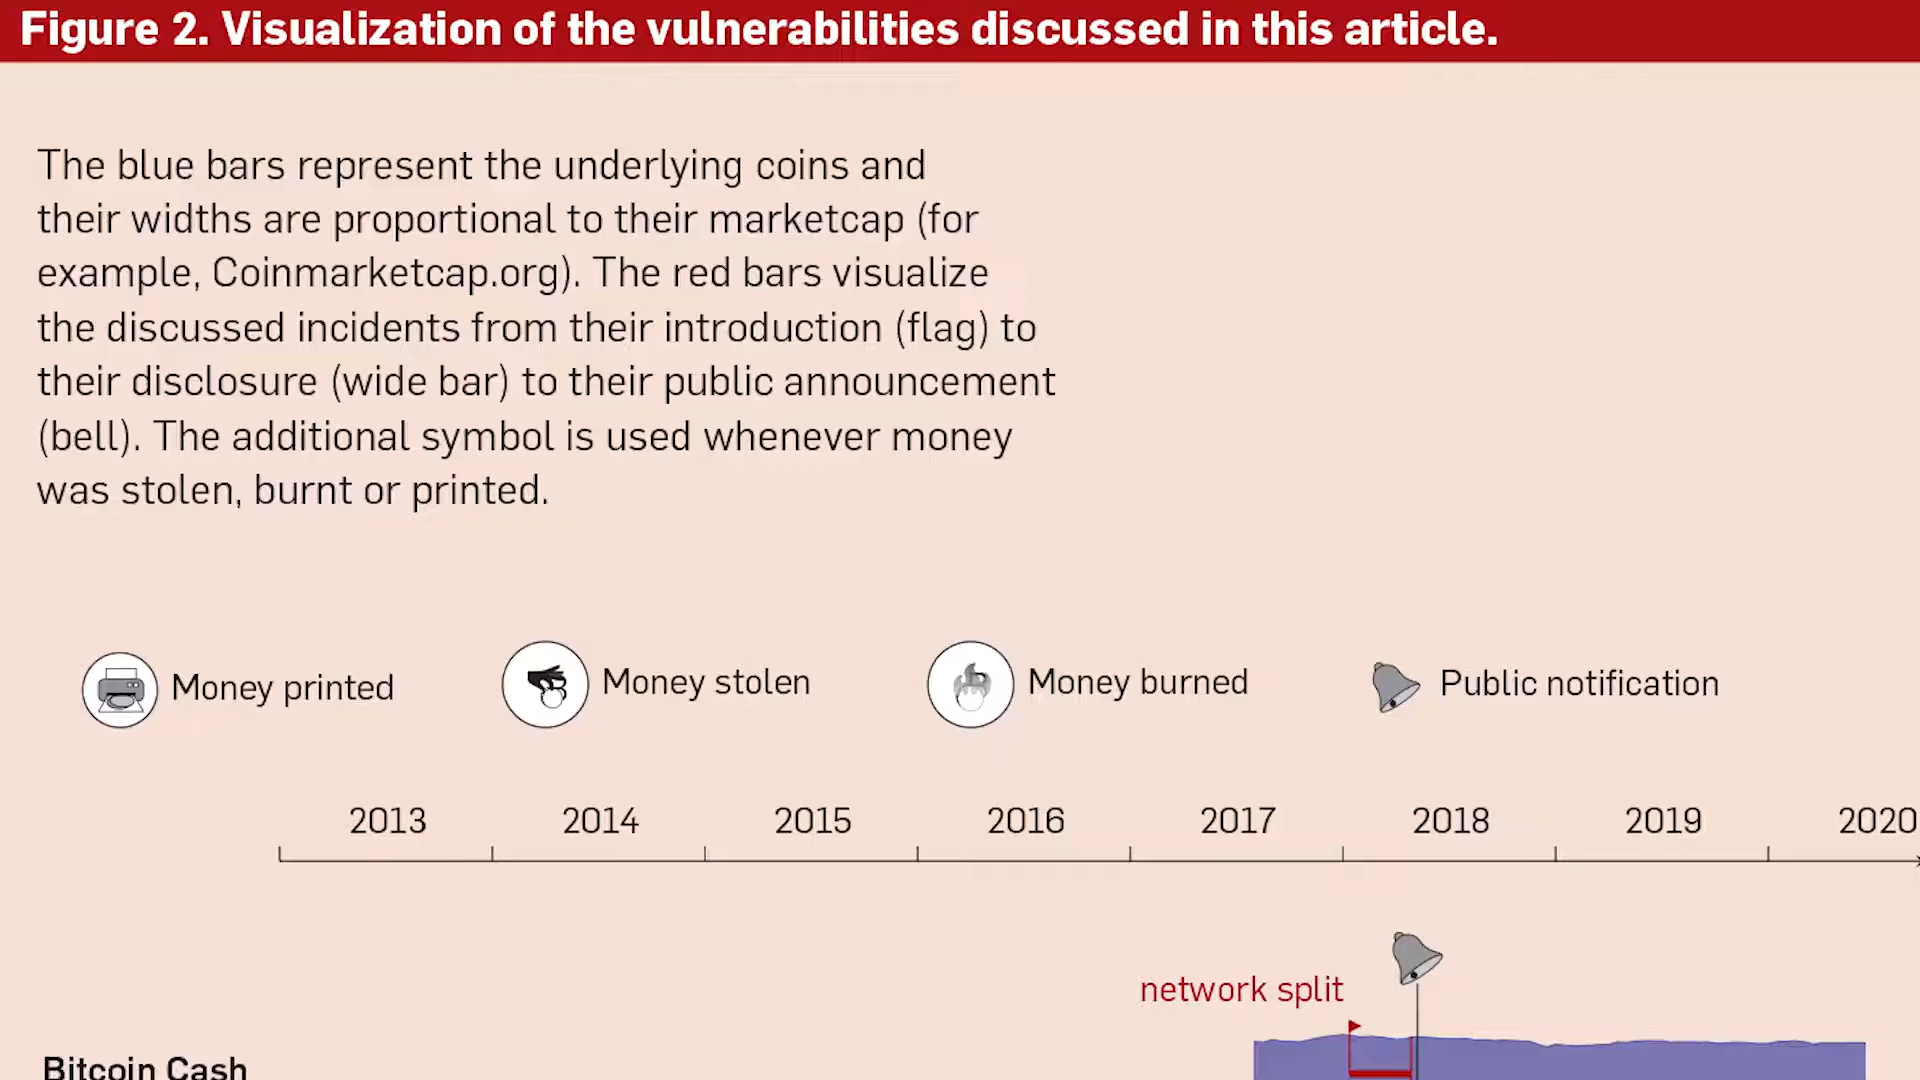 Figure 2. Visualization of the vulnerabilities discussed in this article.
The blue bars represent the underlying coins and
their widths are proportional to their marketcap (for
example, Coinmarketcap.org). The red bars visualize
the discussed incidents from their introduction (flag) to
their disclosure (wide bar) to their public announcement
(bell). The additional symbol is used whenever money
was stolen, burnt or printed.
Money printed
Money stolen
Money burned
Public notification
2013 2014 2015 2016 2017 2018 2019 2020
network split
Bitcoin Cash